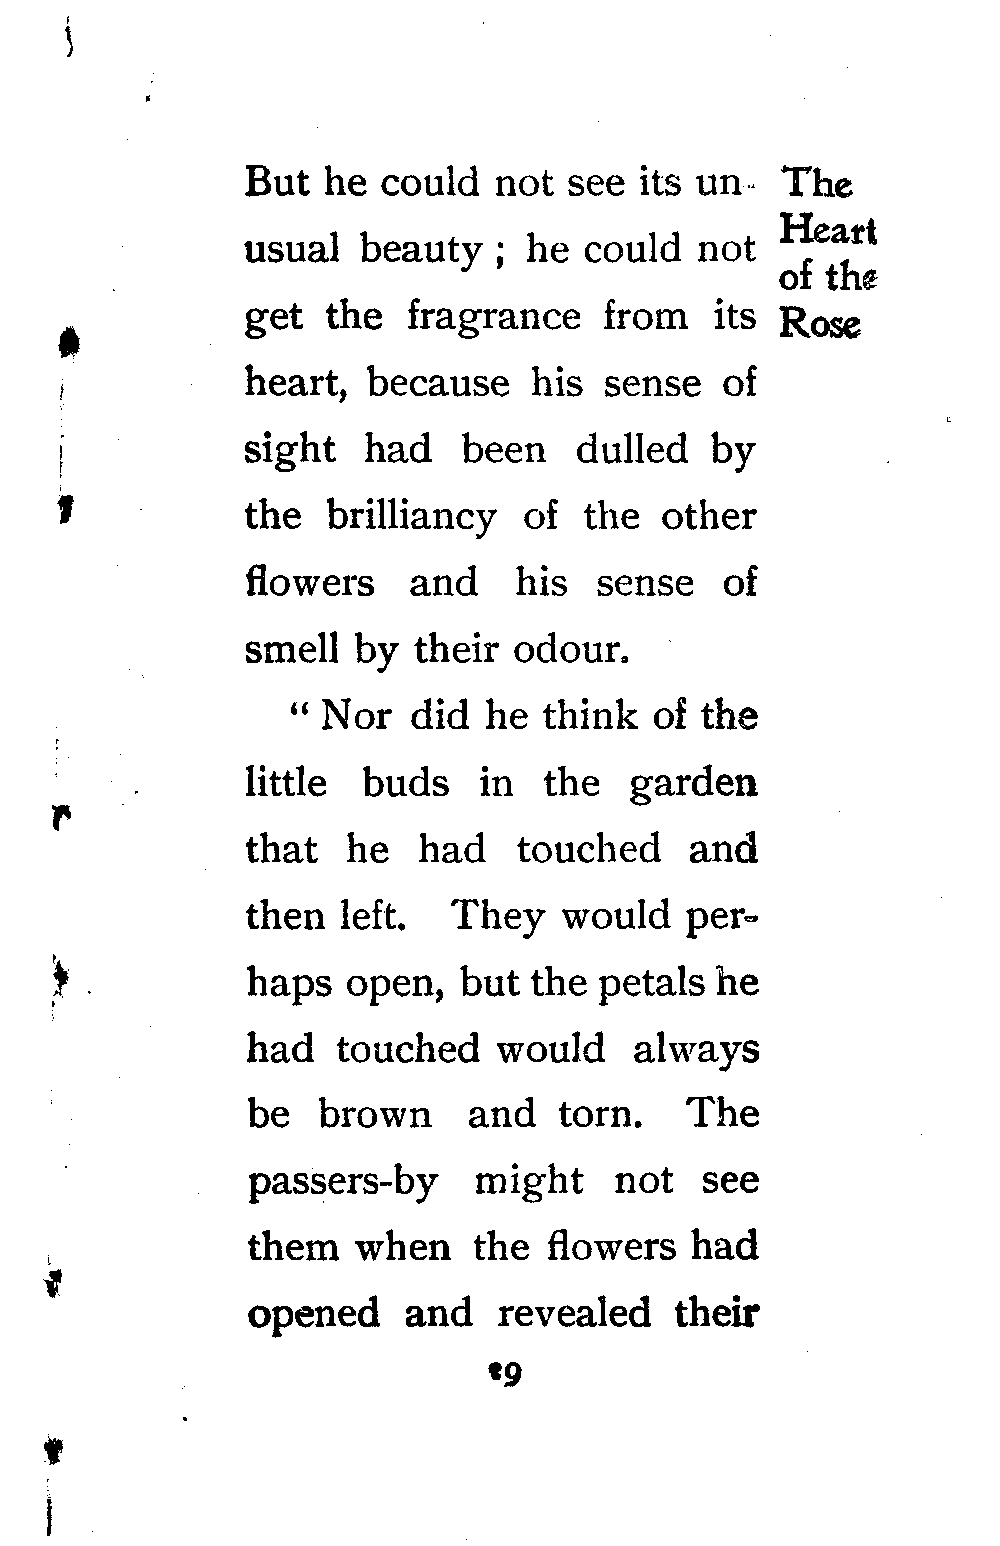 But he could not see its un-
usual beauty ; he could not
get the fragrance from its
heart, because his sense of
sight had been dulled by
the brilliancy of the other
flowers and his sense of
smell by their odour.
“ Nor did he think of the
little buds in the garden
that he had touched and
then left. They would per-
haps open, but the petals he
had touched would always
be brown and torn. The
passers-by might not see
them when the flowers had
opened and revealed their
The
Heart
of the
Rose